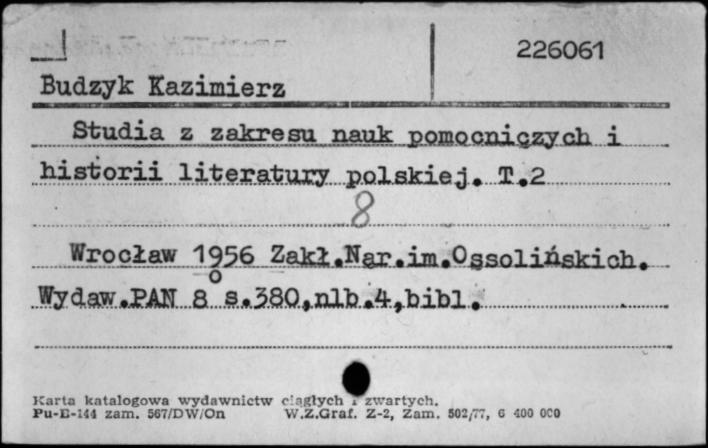 226061
Budzyk Kazimierz
Studia z zakresu nauk pomocniczych i
historii literatury polskiej. T.2
8
Wrocław 1956 Zakł.Nar.im.Ossolińskich.
Wydaw.PAN 8° s.380,nlb.4,bibl.
Karta katalogowa wydawnictw ciągłych i zwartych.
Pu-E-144 zam. 567/DW/On W.Z.Graf. Z-2, Zam. 502/77, 6 400 000